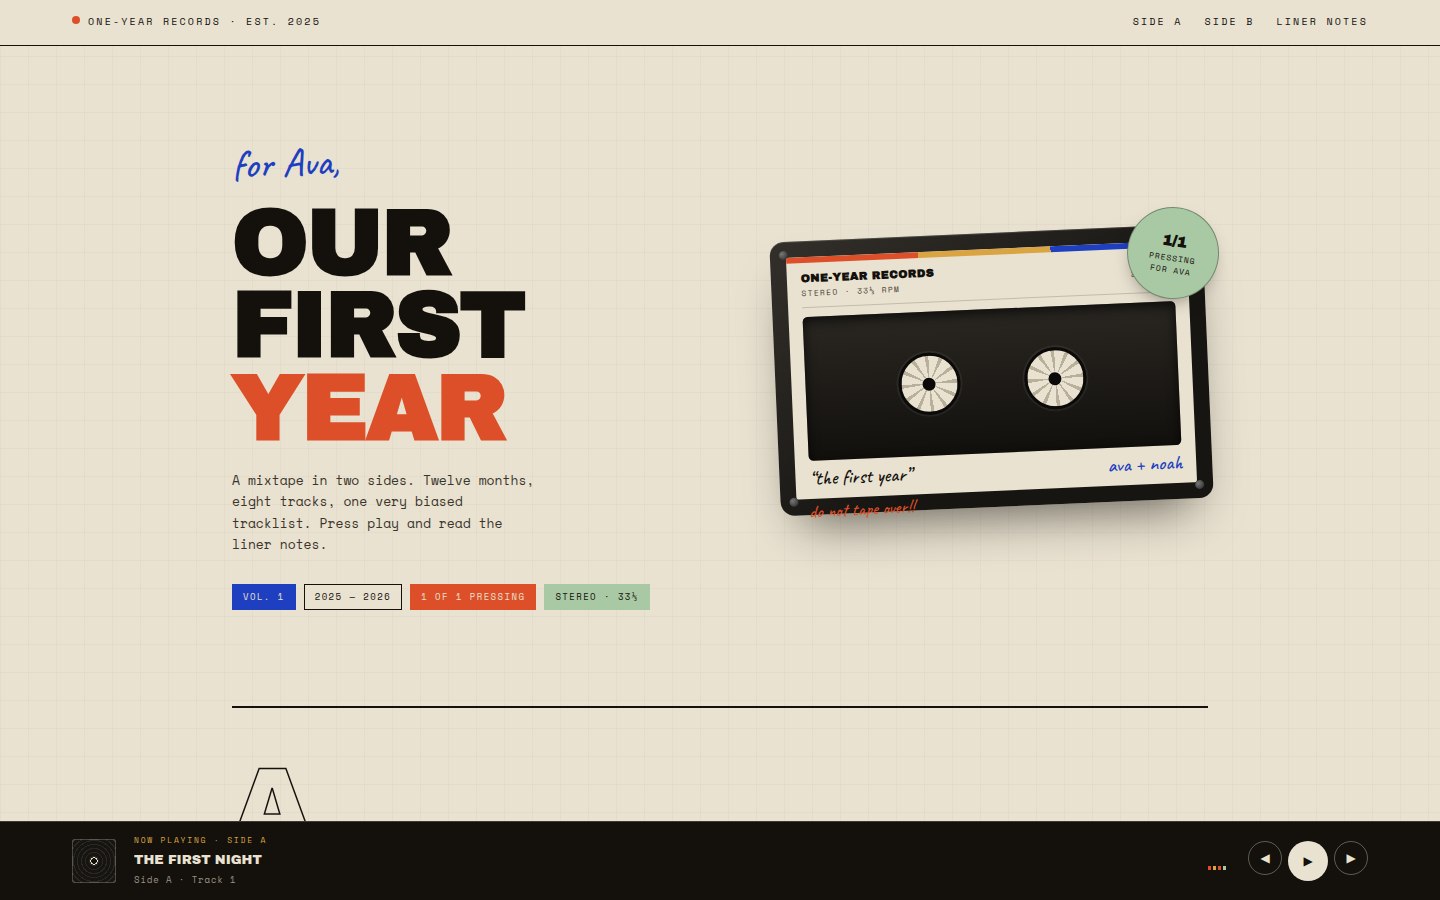 ONE-YEAR RECORDS · EST. 2025
SIDE A SIDE B LINER NOTES
for Ava,
OUR
FIRST
YEAR
A mixtape in two sides. Twelve months,
eight tracks, one very biased
tracklist. Press play and read the
liner notes.
VOL. 1
2025 — 2026
1 OF 1 PRESSING
STEREO · 33⅓
ONE-YEAR RECORDS
STEREO · 33⅓ RPM
1/1
PRESSING
FOR AVA
“the first year”
ava + noah
do not tape over!!
A
NOW PLAYING · SIDE A
THE FIRST NIGHT
Side A · Track 1